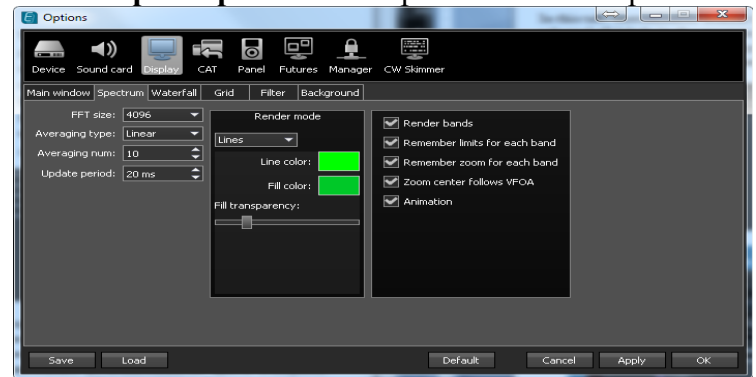 Options
Device Sound card Display CAT Panel Futures Manager CW Skimmer
Main window Spectrum Waterfall Grid Filter Background
FFT size: 4096
Averaging type: Linear
Averaging num: 10
Update period: 20 ms
Render mode
Lines
Line color:
Fill color:
Fill transparency:
Render bands
Remember limits for each band
Remember zoom for each band
Zoom center follows VFOA
Animation
Save Load Default Cancel Apply OK